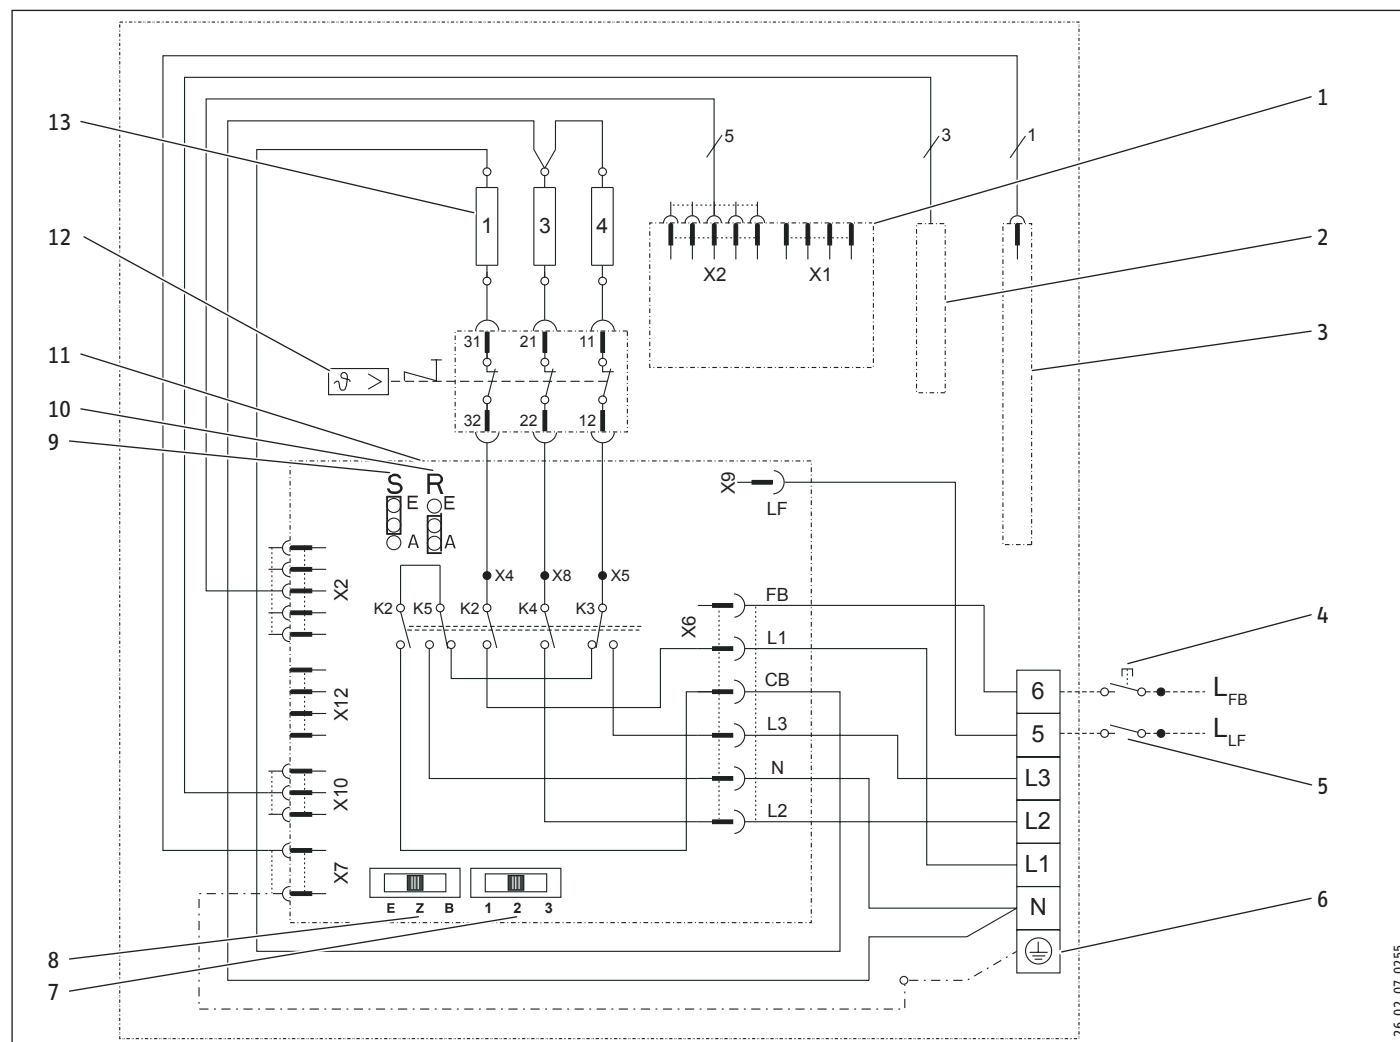 13
12
11
10
9
8
7
1
2
3
4
5
6
5
3
1
1
3
4
X2
X1
31
21
11
ϑ >
32
22
12
S
R
E
E
A
A
X9
LF
X4
X8
X5
K2
K5
K2
K4
K3
X2
X12
X10
X7
X6
FB
L1
CB
L3
N
L2
E Z B
1 2 3
6
5
L3
L2
L1
N
LFB
LLF
26_02_07_0255